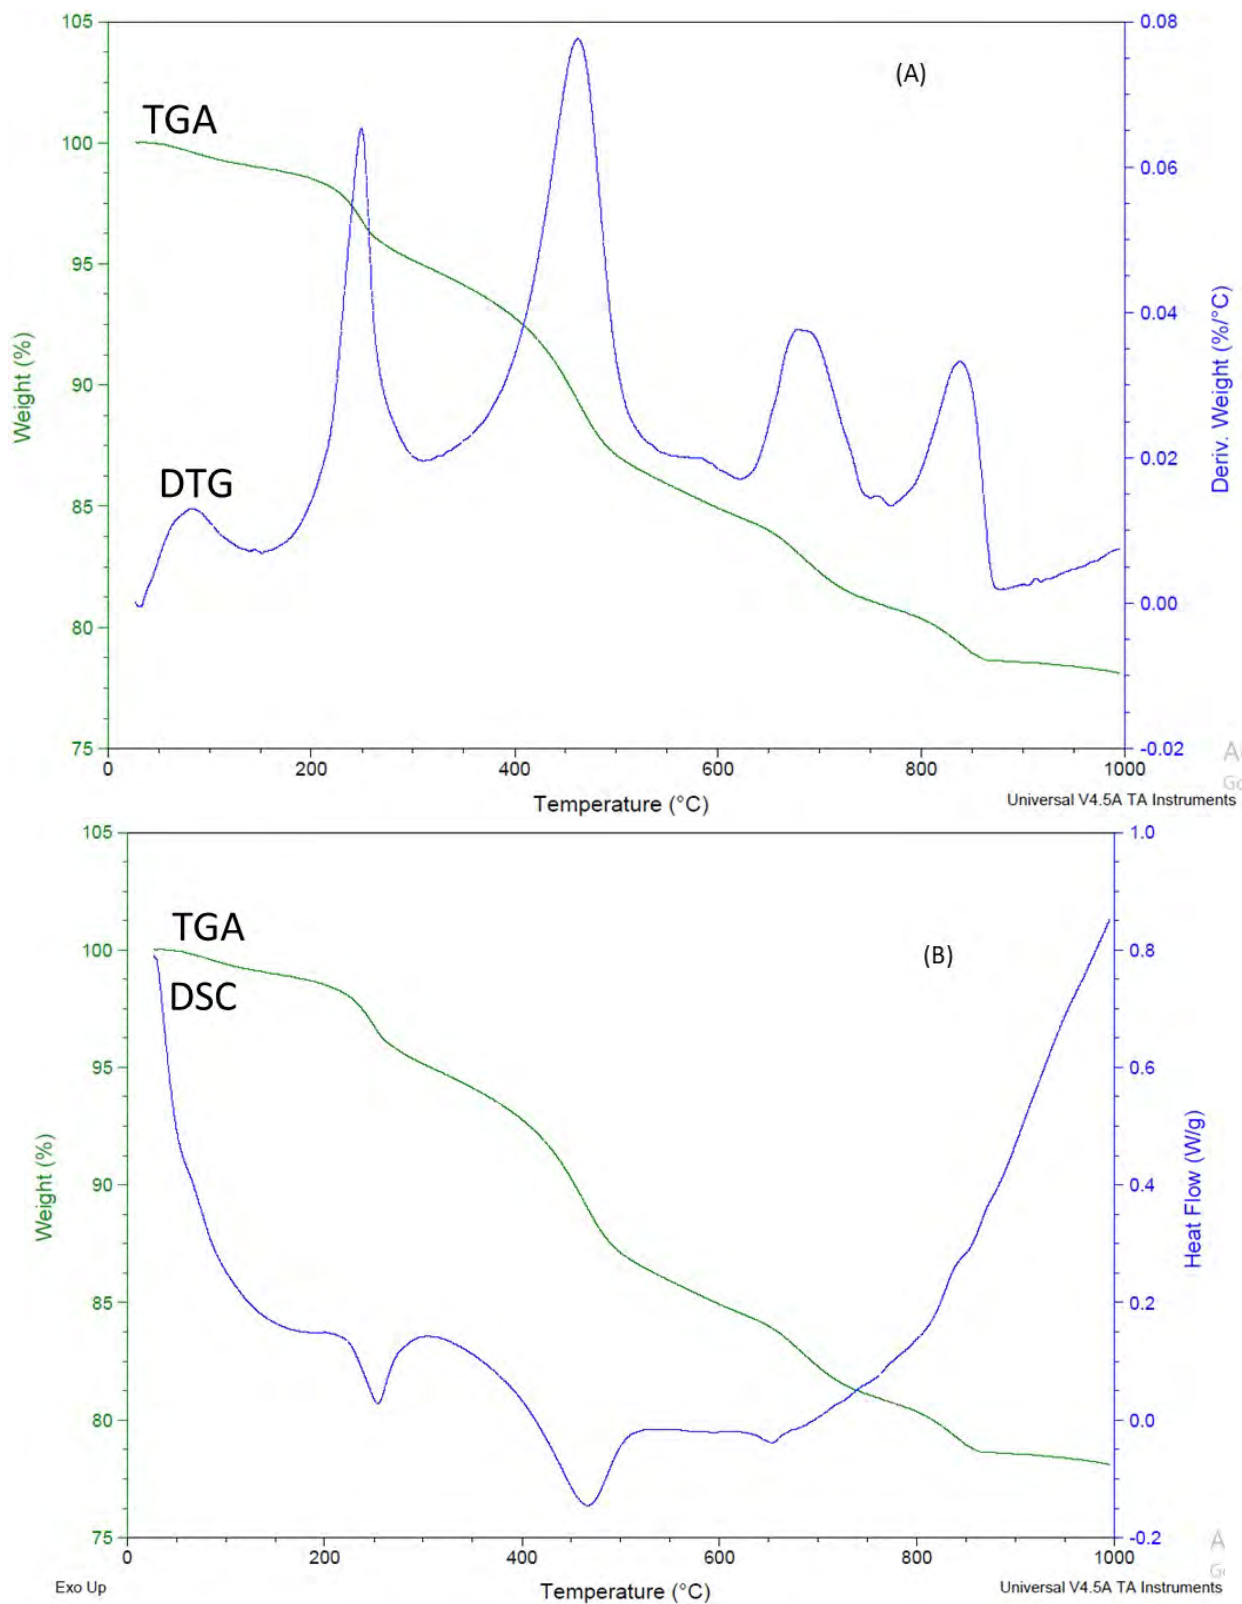 105
0.08
(A)
TGA
100
0.06
95
0.04
Weight (%)
Deriv. Weight (%/°C)
90
0.02
DTG
85
0.00
80
75
-0.02
0
200
400
600
800
1000
A
Go
Temperature (°C)
Universal V4.5A TA Instruments
105
1.0
TGA
100
(B)
0.8
DSC
95
0.6
Weight (%)
Heat Flow (W/g)
90
0.4
85
0.2
80
0.0
75
-0.2
0
200
400
600
800
1000
A
G
Exo Up
Temperature (°C)
Universal V4.5A TA Instruments